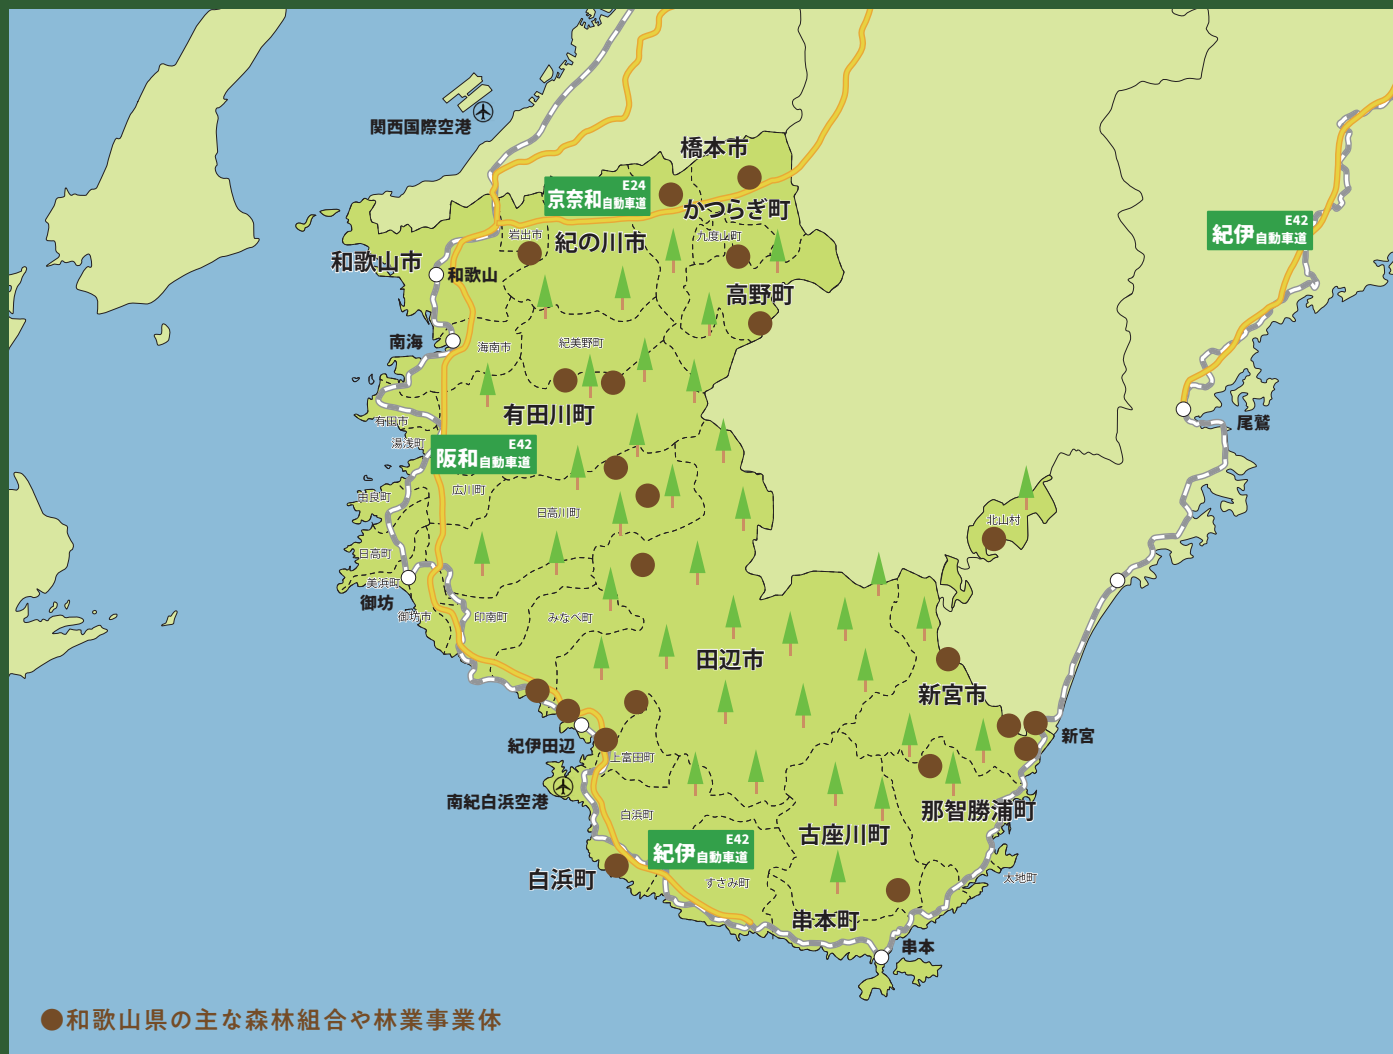 関西国際空港
橋本市
E24
京奈和自動車道
かつらぎ町
E42
紀伊自動車道
岩出市
紀の川市
九度山町
和歌山市
和歌山
高野町
南海
海南市
紀美野町
有田川町
有田市
尾鷲
湯浅町
E42
阪和自動車道
広川町
由良町
日高川町
北山村
日高町
美浜町
御坊
御坊市
印南町
みなべ町
田辺市
新宮市
新宮
紀伊田辺
上富田町
南紀白浜空港
白浜町
那智勝浦町
古座川町
E42
紀伊自動車道
白浜町
すさみ町
太地町
串本町
串本
●和歌山県の主な森林組合や林業事業体